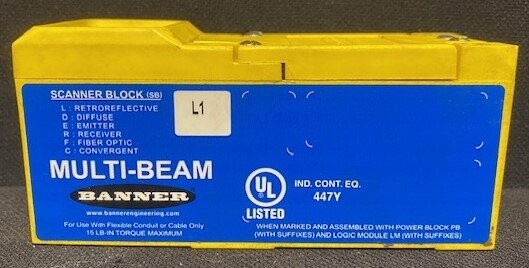 SCANNER BLOCK (SB)
L : RETROREFLECTIVE
D : DIFFUSE
E : EMITTER
R : RECEIVER
F : FIBER OPTIC
C : CONVERGENT
L1
MULTI-BEAM
BANNER
www.bannerengineering.com
For Use With Flexible Conduit or Cable Only
15 LB-IN TORQUE MAXIMUM
UL
LISTED
IND. CONT. EQ.
447Y
WHEN MARKED AND ASSEMBLED WITH POWER BLOCK PB
(WITH SUFFIXES) AND LOGIC MODULE LM (WITH SUFFIXES)